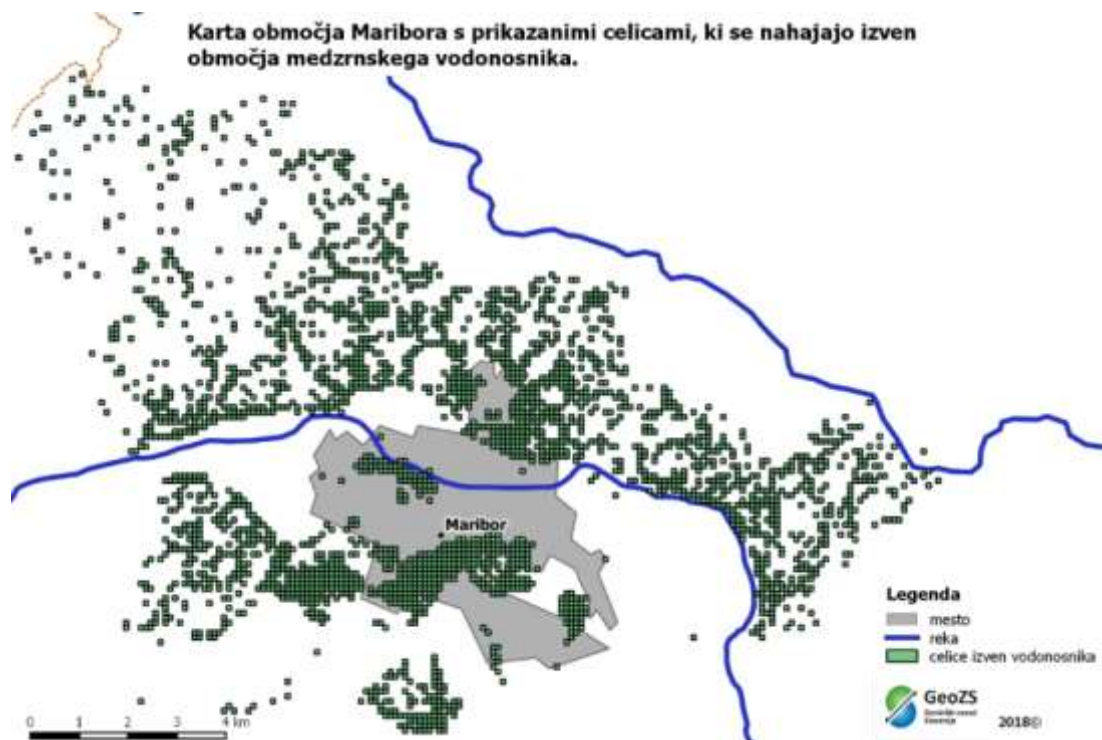 Karta območja Maribora s prikazanimi celicami, ki se nahajajo izven
območja medzrnskega vodonosnika.
Maribor
Legenda
mesto
reka
celice izven vodonosnika
GeoZS
2018©
0 1 2 3 4 km